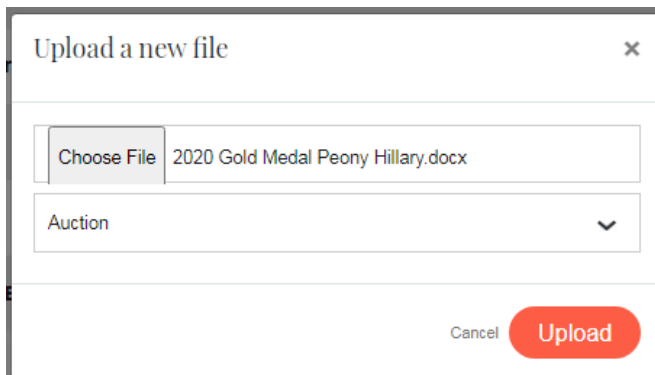 Upload a new file
Choose File 2020 Gold Medal Peony Hillary.docx
Auction
Cancel Upload